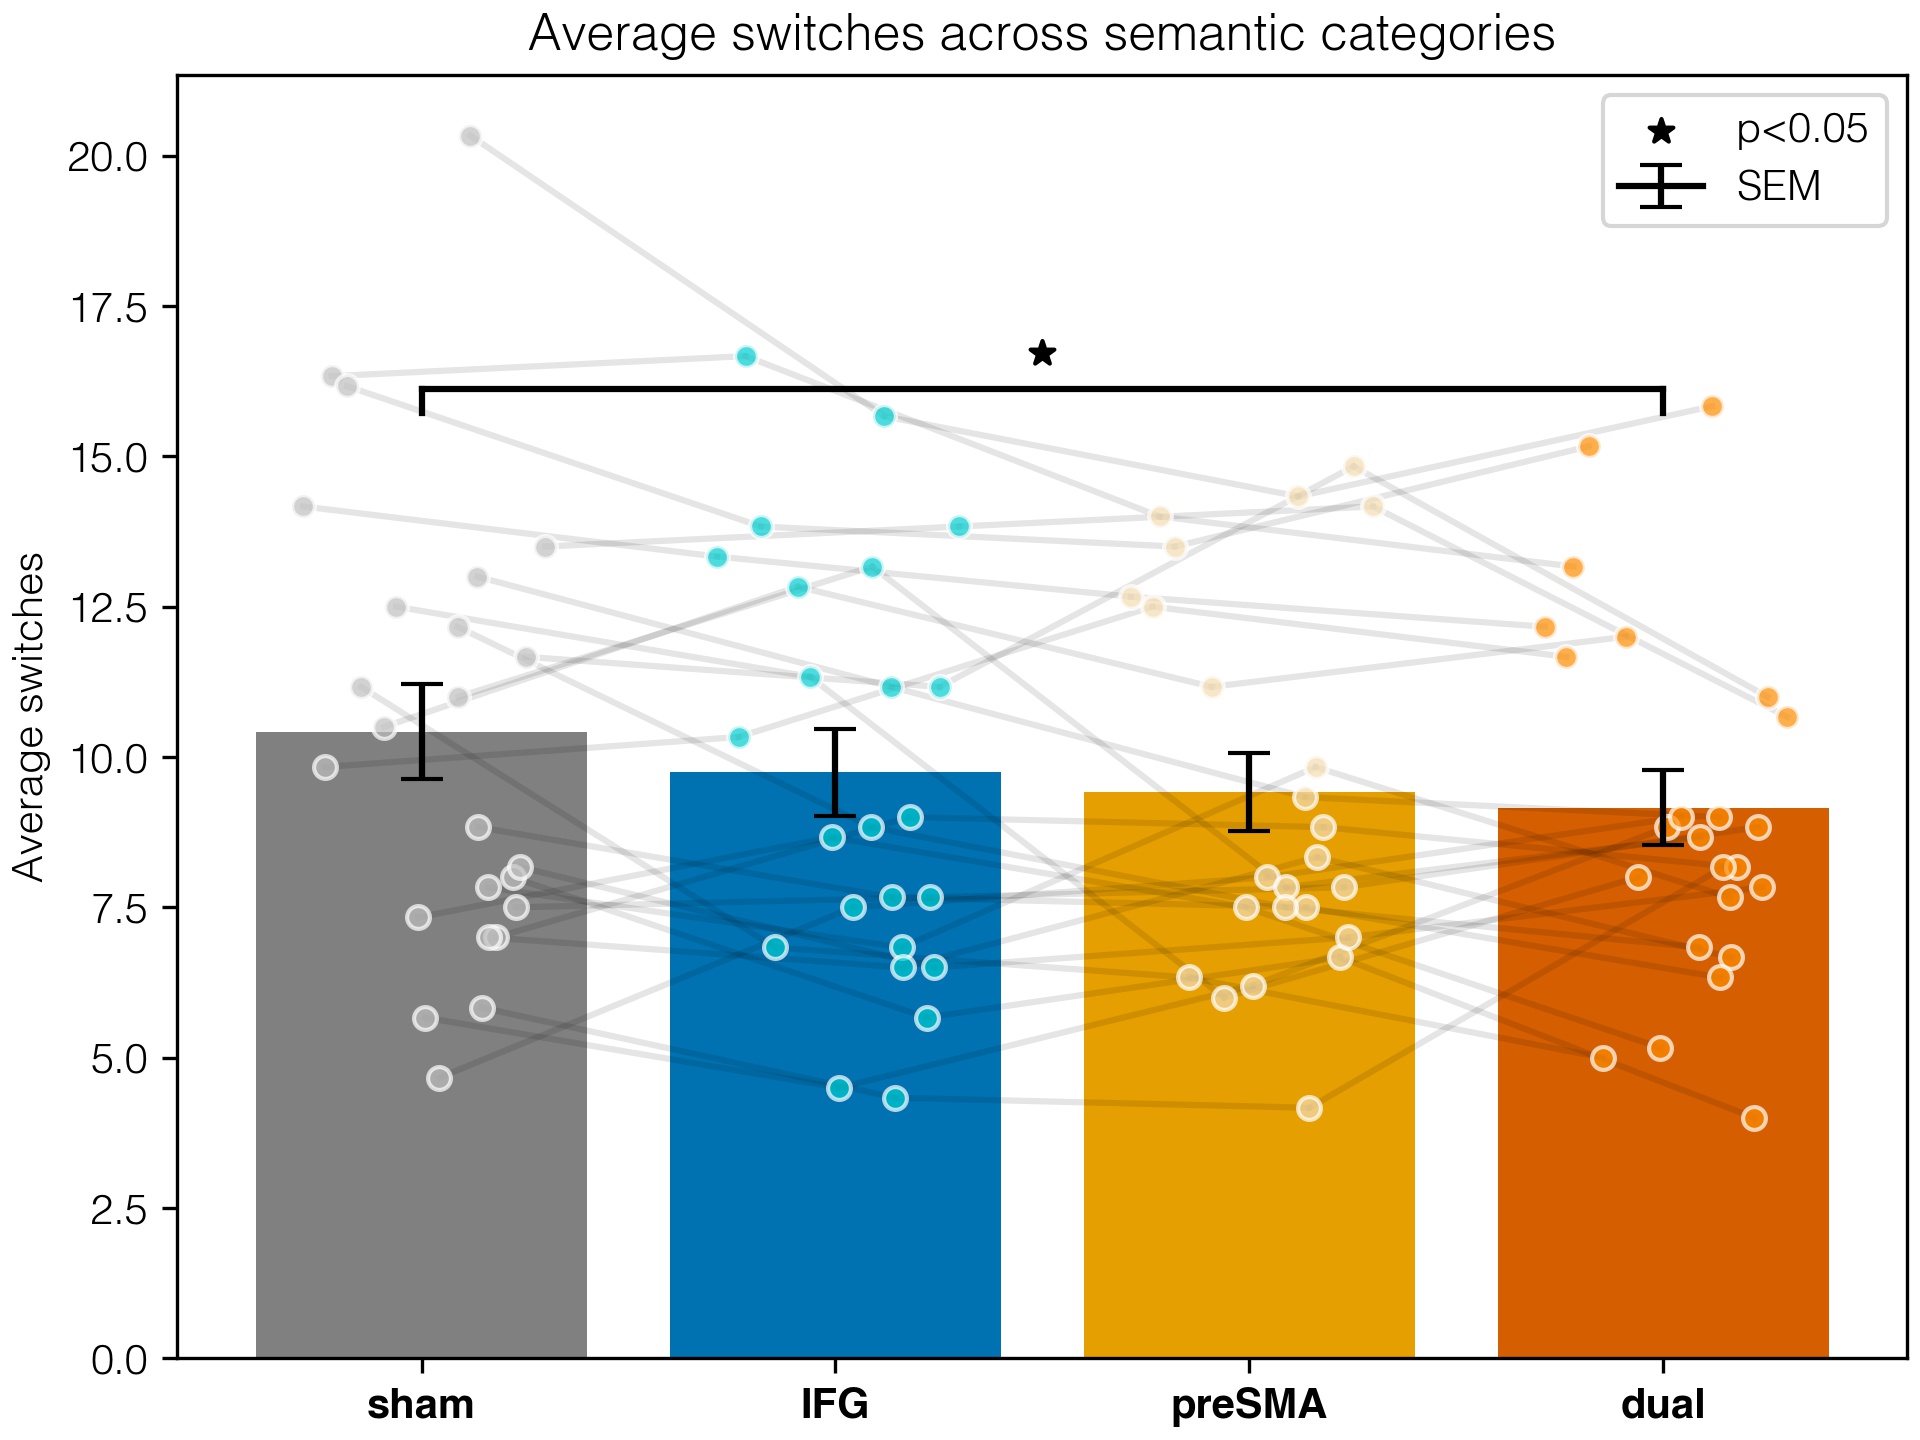 Average switches across semantic categories
p<0.05
SEM
Average switches
20.0
17.5
15.0
12.5
10.0
7.5
5.0
2.5
0.0
sham IFG preSMA dual